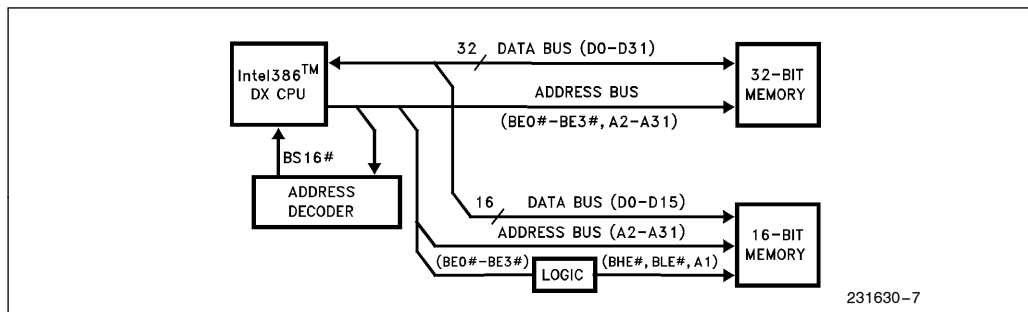 32 DATA BUS (D0-D31)
Intel386™
DX CPU
32-BIT
MEMORY
ADDRESS BUS
(BE0#-BE3#, A2-A31)
BS16#
ADDRESS
DECODER
16 DATA BUS (D0-D15)
ADDRESS BUS (A2-A31)
16-BIT
MEMORY
(BE0#-BE3#)
LOGIC
(BHE#, BLE#, A1)
231630-7